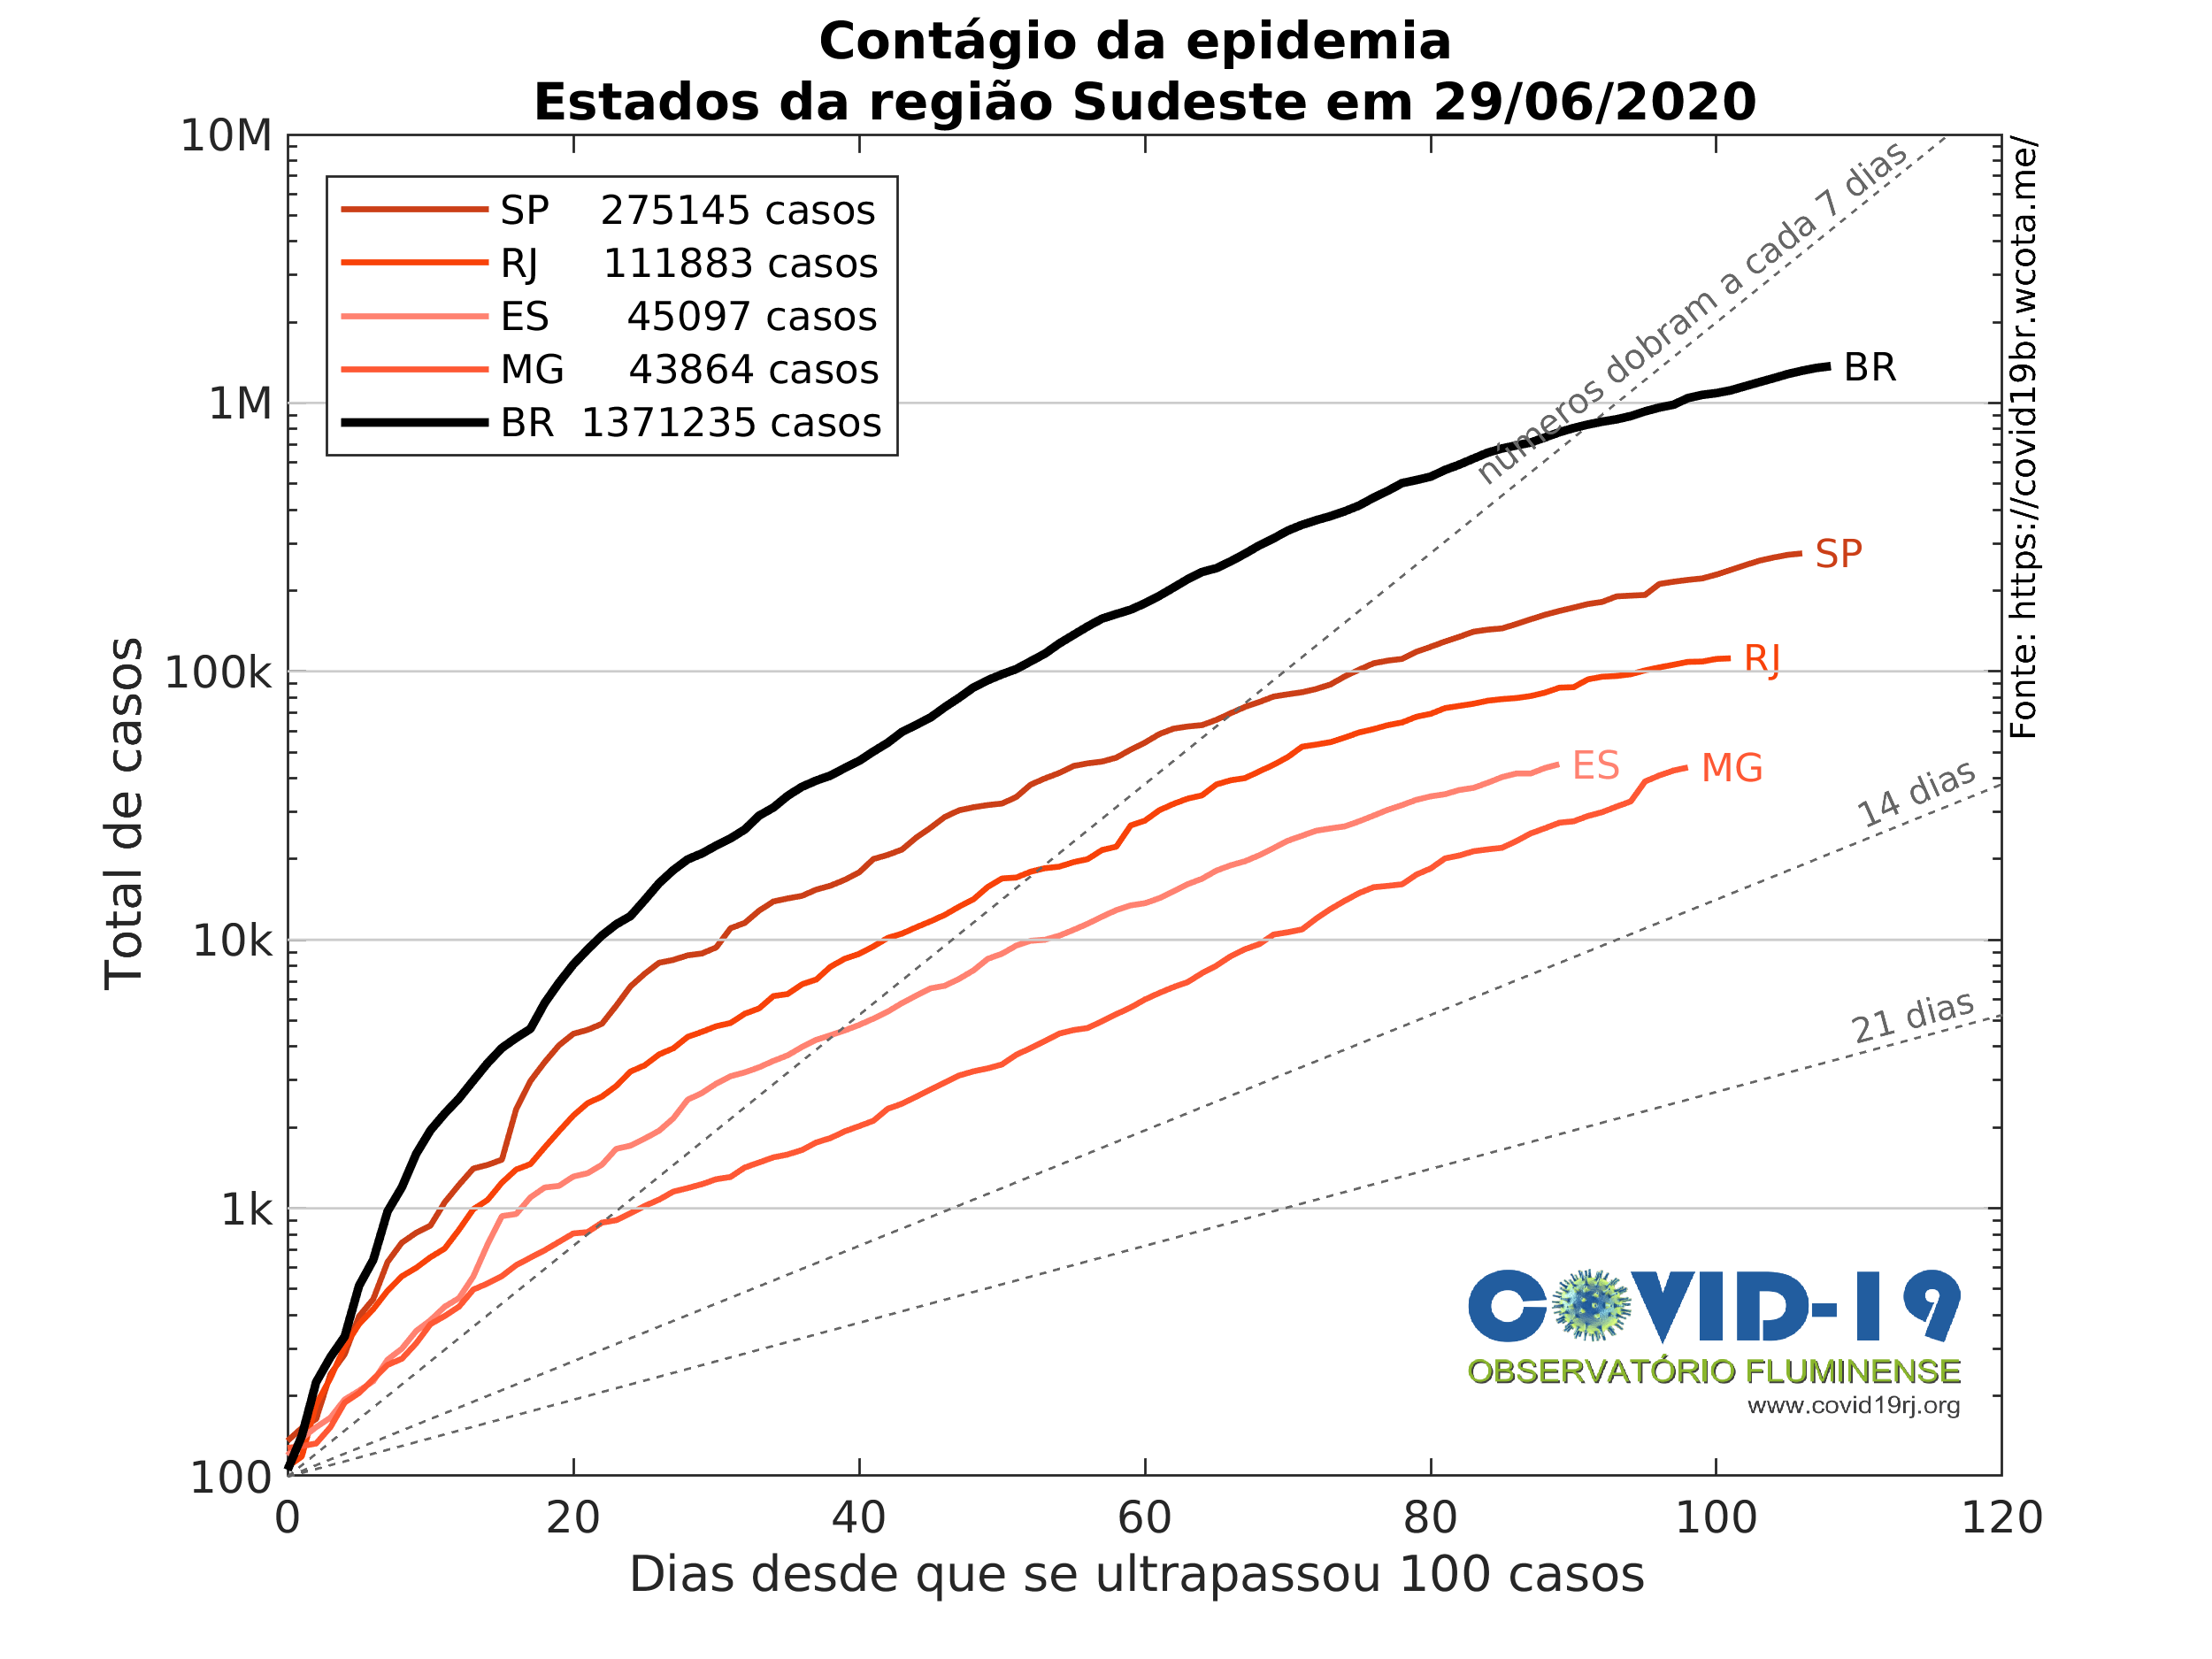 Contágio da epidemia
Estados da região Sudeste em 29/06/2020
10M
1M
100k
10k
1k
100
Total de casos
SP 275145 casos
RJ 111883 casos
ES 45097 casos
MG 43864 casos
BR 1371235 casos
números dobram a cada 7 dias
BR
SP
RJ
ES
MG
14 dias
21 dias
Fonte: https://covid19br.wcota.me/
COVID-19
OBSERVATÓRIO FLUMINENSE
www.covid19rj.org
0 20 40 60 80 100 120
Dias desde que se ultrapassou 100 casos